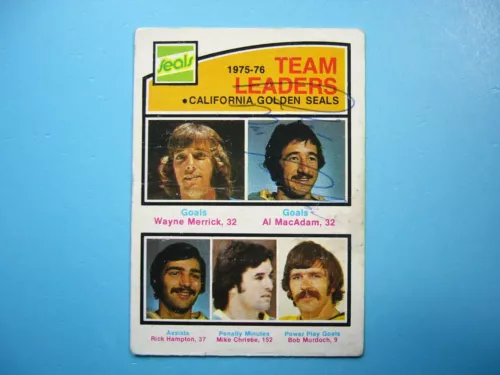 seals
1975-76 TEAM
LEADERS
•CALIFORNIA GOLDEN SEALS
Goals
Wayne Merrick, 32
Goals
Al MacAdam, 32
Assists
Rick Hampton, 37
Penalty Minutes
Mike Christie, 152
Power Play Goals
Bob Murdoch, 9